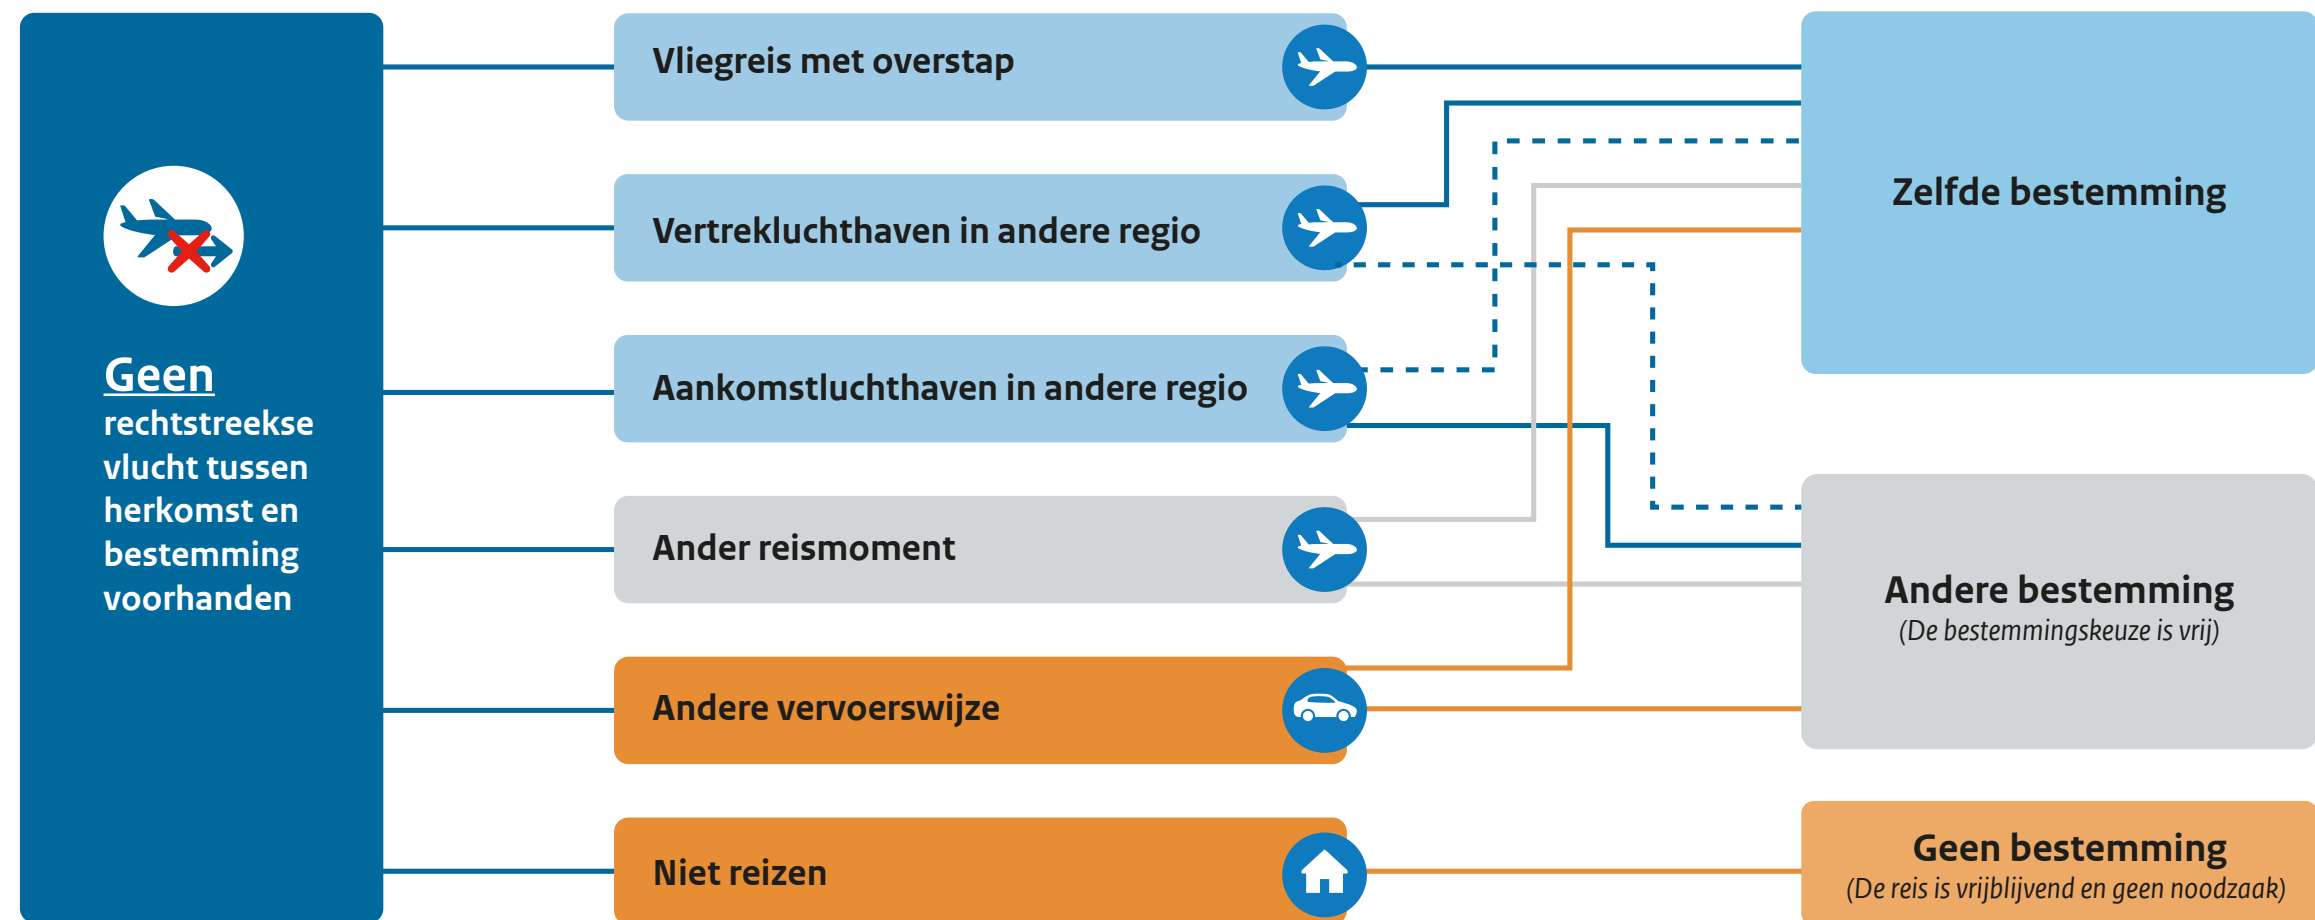 Geen
rechtstreekse
vlucht tussen
herkomst en
bestemming
voorhanden
Vliegreis met overstap
Vertrekluchthaven in andere regio
Aankomstluchthaven in andere regio
Ander reismoment
Andere vervoerswijze
Niet reizen
Zelfde bestemming
Andere bestemming
(De bestemmingskeuze is vrij)
Geen bestemming
(De reis is vrijblijvend en geen noodzaak)